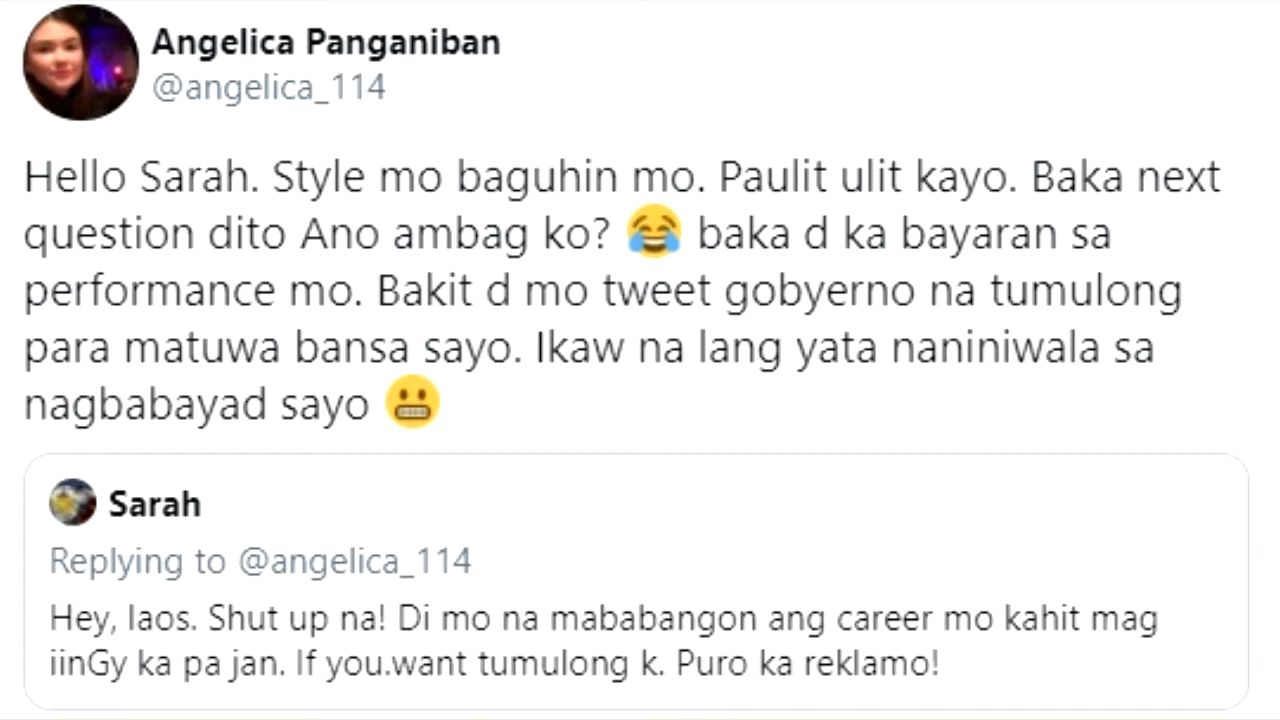 Angelica Panganiban
@angelica_114
Hello Sarah. Style mo baguhin mo. Paulit ulit kayo. Baka next
question dito Ano ambag ko? 😂 baka d ka bayaran sa
performance mo. Bakit d mo tweet gobyerno na tumulong
para matuwa bansa sayo. Ikaw na lang yata naniniwala sa
nagbabayad sayo 😬
Sarah
Replying to @angelica_114
Hey, laos. Shut up na! Di mo na mababangon ang career mo kahit mag
iinGy ka pa jan. If you.want tumulong k. Puro ka reklamo!